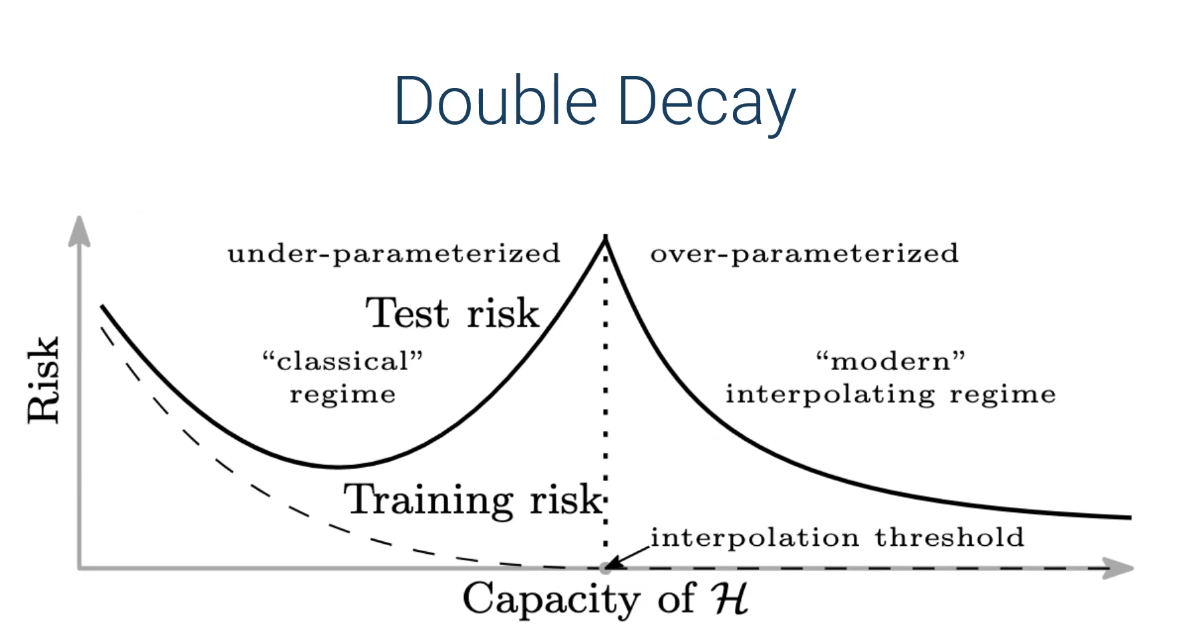 Double Decay
under-parameterized
over-parameterized
Test risk
“classical”
regime
“modern”
interpolating regime
Risk
Training risk
interpolation threshold
Capacity of ℋ